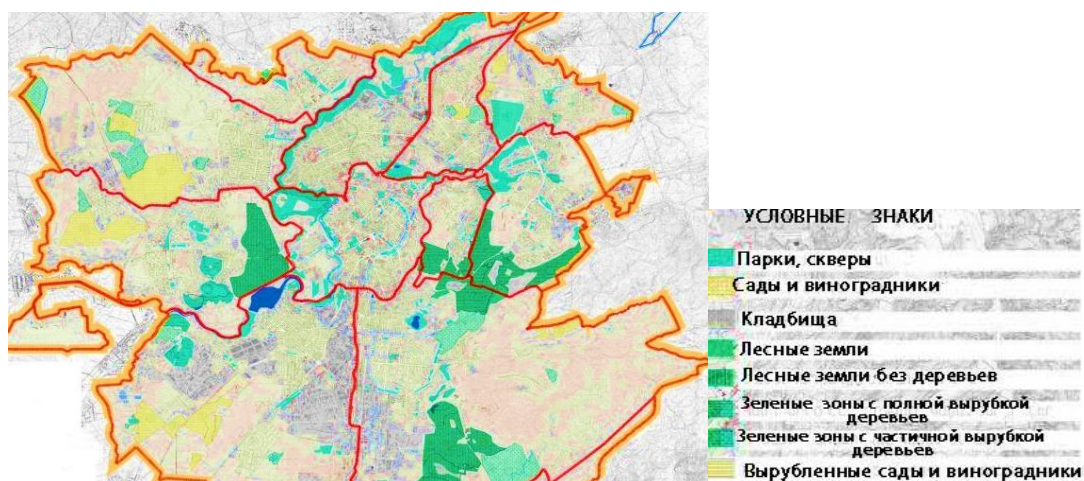 УСЛОВНЫЕ ЗНАКИ
Парки, скверы
Сады и виноградники
Кладбища
Лесные земли
Лесные земли без деревьев
Зеленые зоны с полной вырубкой
деревьев
Зеленые зоны с частичной вырубкой
деревьев
Вырубленные сады и виноградники